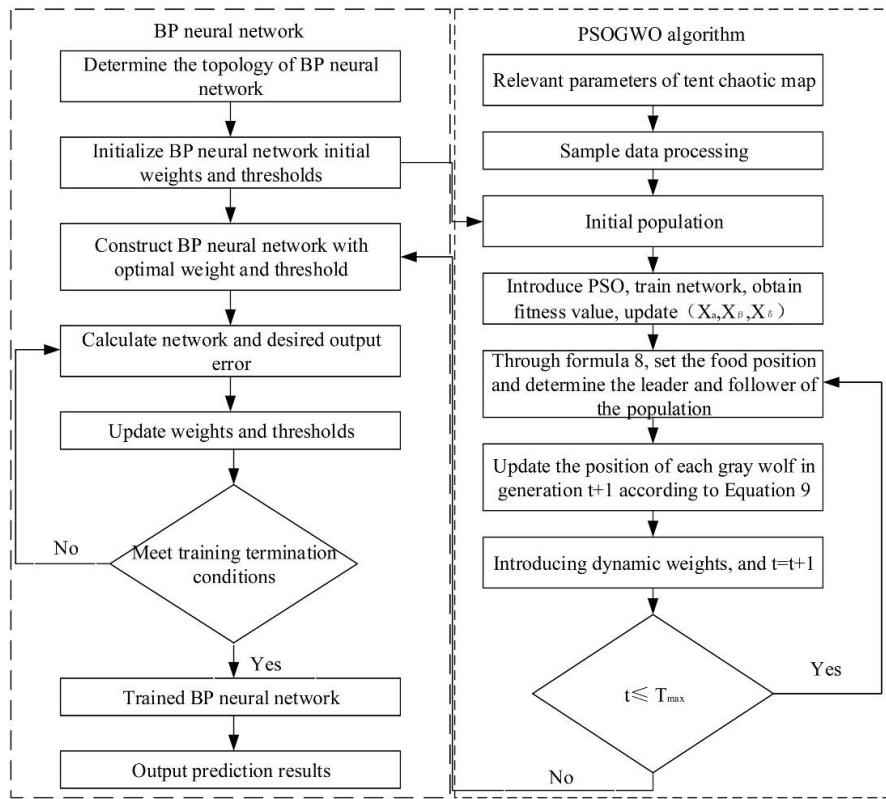 BP neural network
Determine the topology of BP neural
network
Initialize BP neural network initial
weights and thresholds
Construct BP neural network with
optimal weight and threshold
Calculate network and desired output
error
Update weights and thresholds
Meet training termination
conditions
No
Yes
Trained BP neural network
Output prediction results
PSOGWO algorithm
Relevant parameters of tent chaotic map
Sample data processing
Initial population
Introduce PSO, train network, obtain
fitness value, update（Xₐ,Xᵦ,X_δ）
Through formula 8, set the food position
and determine the leader and follower of
the population
Update the position of each gray wolf in
generation t+1 according to Equation 9
Introducing dynamic weights, and t=t+1
t≤ Tmax
Yes
No